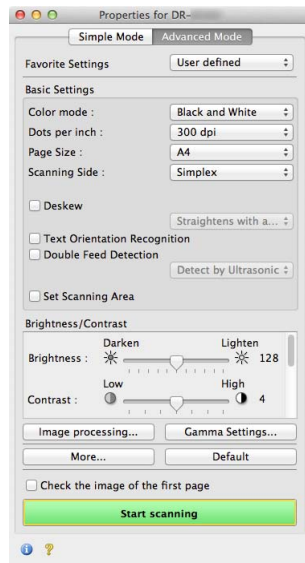 Properties for DR-
Simple Mode Advanced Mode
Favorite Settings User defined
Basic Settings
Color mode : Black and White
Dots per inch : 300 dpi
Page Size : A4
Scanning Side : Simplex
Deskew
Straightens with a...
Text Orientation Recognition
Double Feed Detection
Detect by Ultrasonic
Set Scanning Area
Brightness/Contrast
Darken Lighten
Brightness : 128
Low High
Contrast : 4
Image processing... Gamma Settings...
More... Default
Check the image of the first page
Start scanning